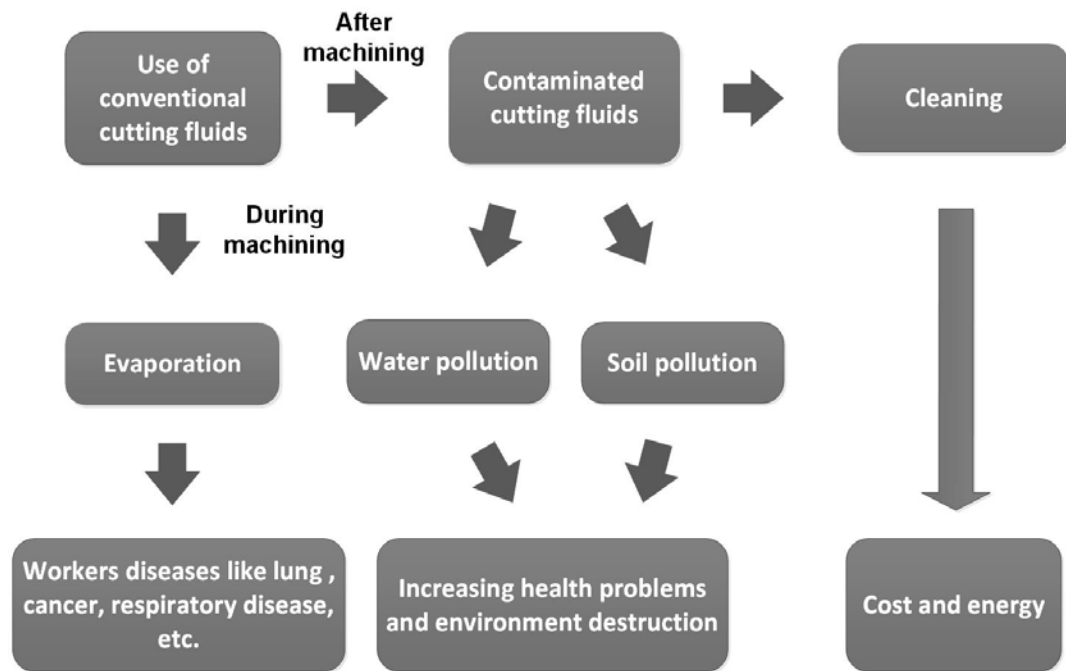 Use of
conventional
cutting fluids
After
machining
Contaminated
cutting fluids
Cleaning
During
machining
Evaporation
Water pollution
Soil pollution
Workers diseases like lung ,
cancer, respiratory disease,
etc.
Increasing health problems
and environment destruction
Cost and energy